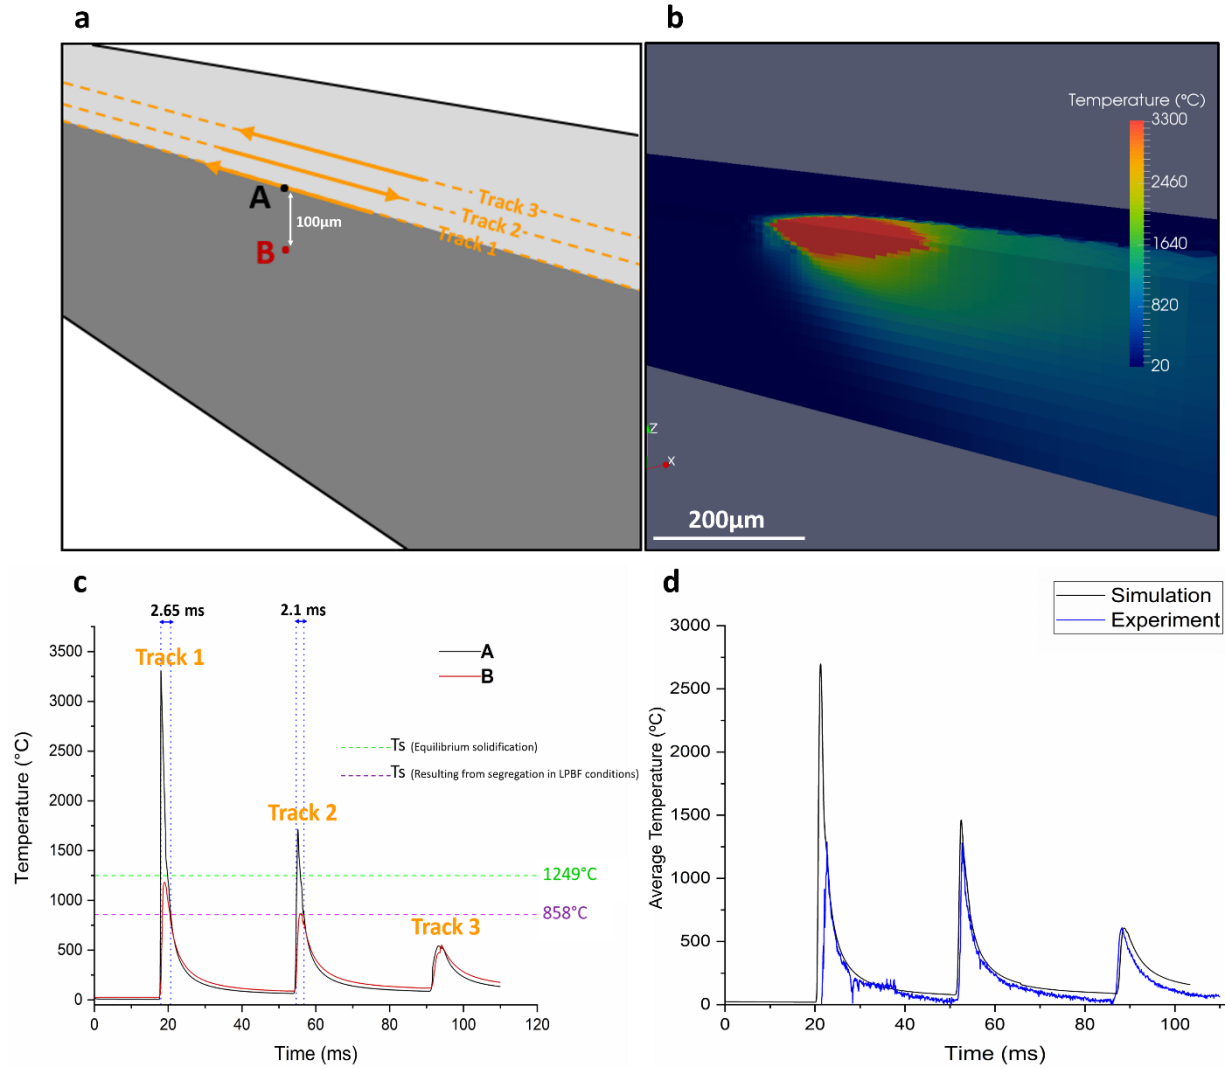 a
b
A
100µm
B
Track 3
Track 2
Track 1
Temperature (ºC)
3300
2460
1640
820
20
Z
X
200µm
c
2.65 ms
2.1 ms
Track 1
Track 2
Track 3
A
B
Ts (Equilibrium solidification)
Ts (Resulting from segregation in LPBF conditions)
1249°C
858°C
Temperature (°C)
3500
3000
2500
2000
1500
1000
500
0
0 20 40 60 80 100 120
Time (ms)
d
Simulation
Experiment
Average Temperature (ºC)
3000
2500
2000
1500
1000
500
0
0 20 40 60 80 100
Time (ms)